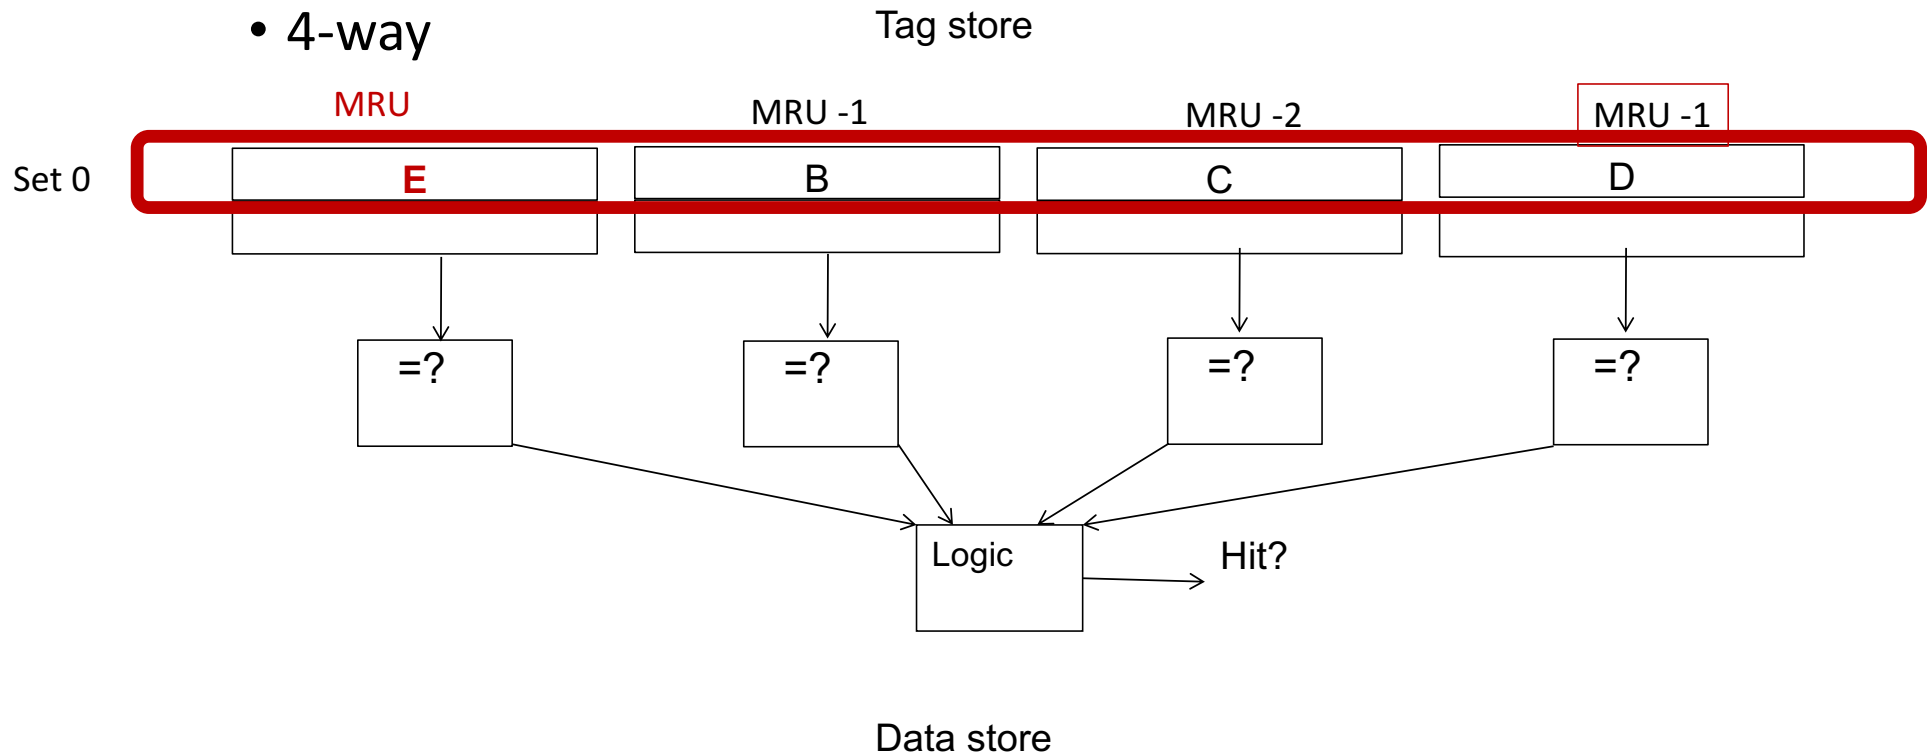 • 4-way
Tag store
MRU
MRU -1
MRU -2
MRU -1
Set 0
E
B
C
D
=?
=?
=?
=?
Logic
Hit?
Data store